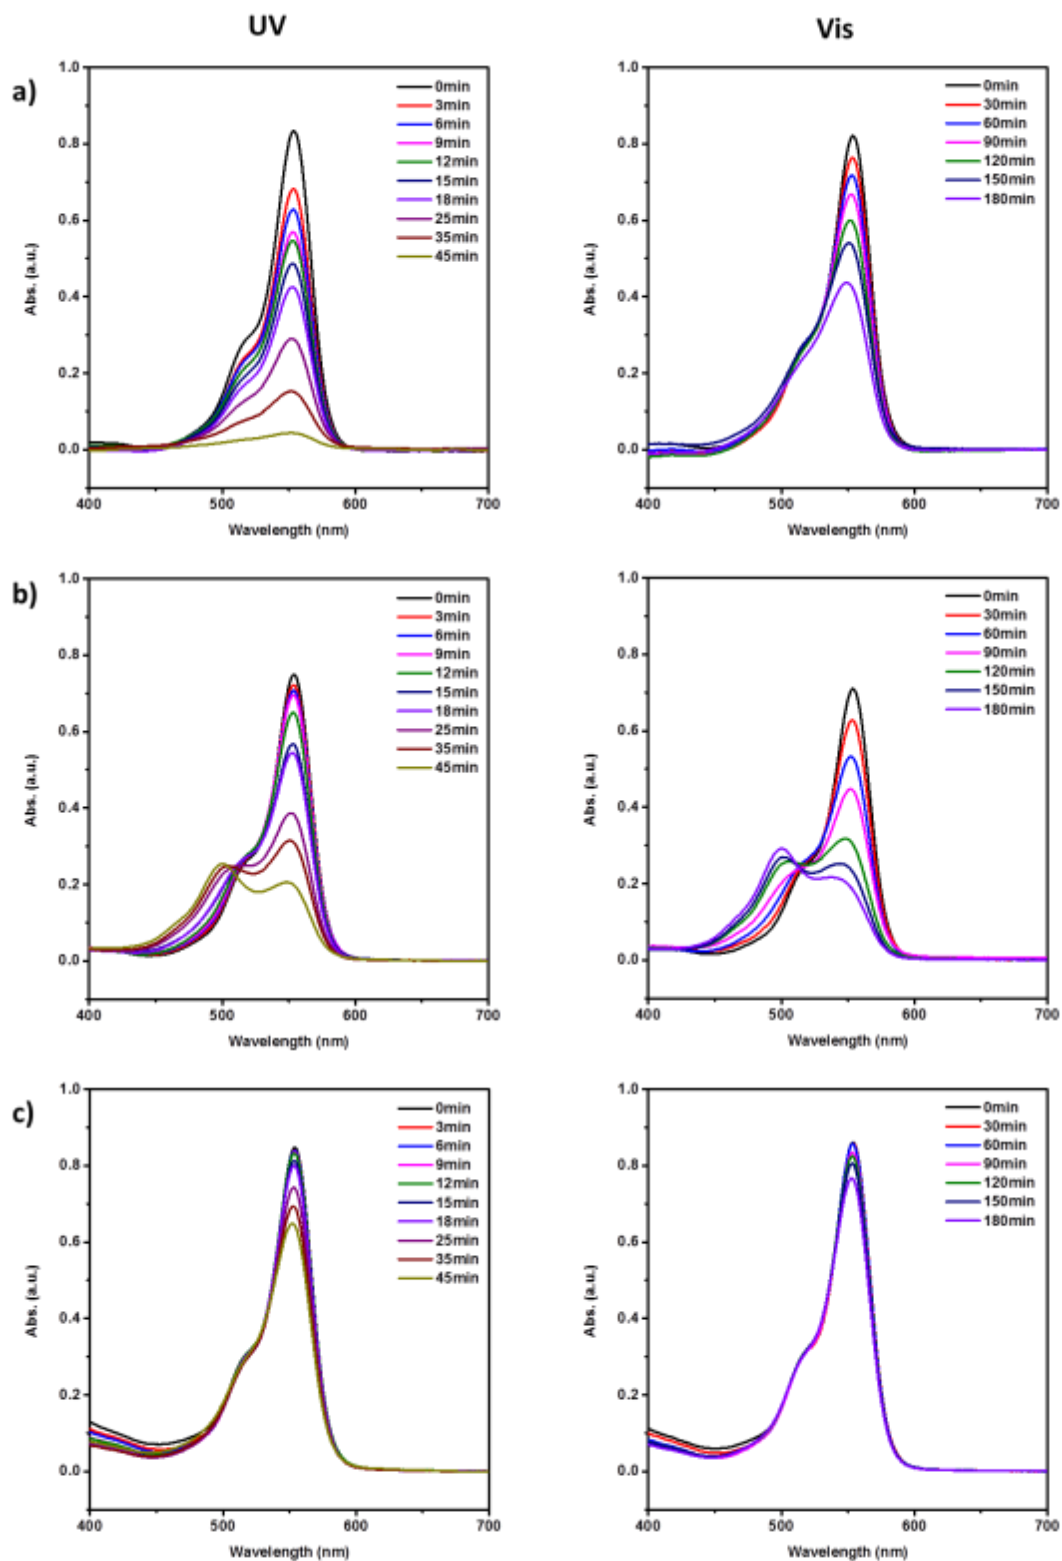 UV
Vis
a)
1.0
0.8
0.6
0.4
0.2
0.0
Abs. (a.u.)
400
500
600
700
Wavelength (nm)
0min
3min
6min
9min
12min
15min
18min
25min
35min
45min
1.0
0.8
0.6
0.4
0.2
0.0
Abs. (a.u.)
400
500
600
700
Wavelength (nm)
0min
30min
60min
90min
120min
150min
180min
b)
1.0
0.8
0.6
0.4
0.2
0.0
Abs. (a.u.)
400
500
600
700
Wavelength (nm)
0min
3min
6min
9min
12min
15min
18min
25min
35min
45min
1.0
0.8
0.6
0.4
0.2
0.0
Abs. (a.u.)
400
500
600
700
Wavelength (nm)
0min
30min
60min
90min
120min
150min
180min
c)
1.0
0.8
0.6
0.4
0.2
0.0
Abs. (a.u.)
400
500
600
700
Wavelength (nm)
0min
3min
6min
9min
12min
15min
18min
25min
35min
45min
1.0
0.8
0.6
0.4
0.2
0.0
Abs. (a.u.)
400
500
600
700
Wavelength (nm)
0min
30min
60min
90min
120min
150min
180min